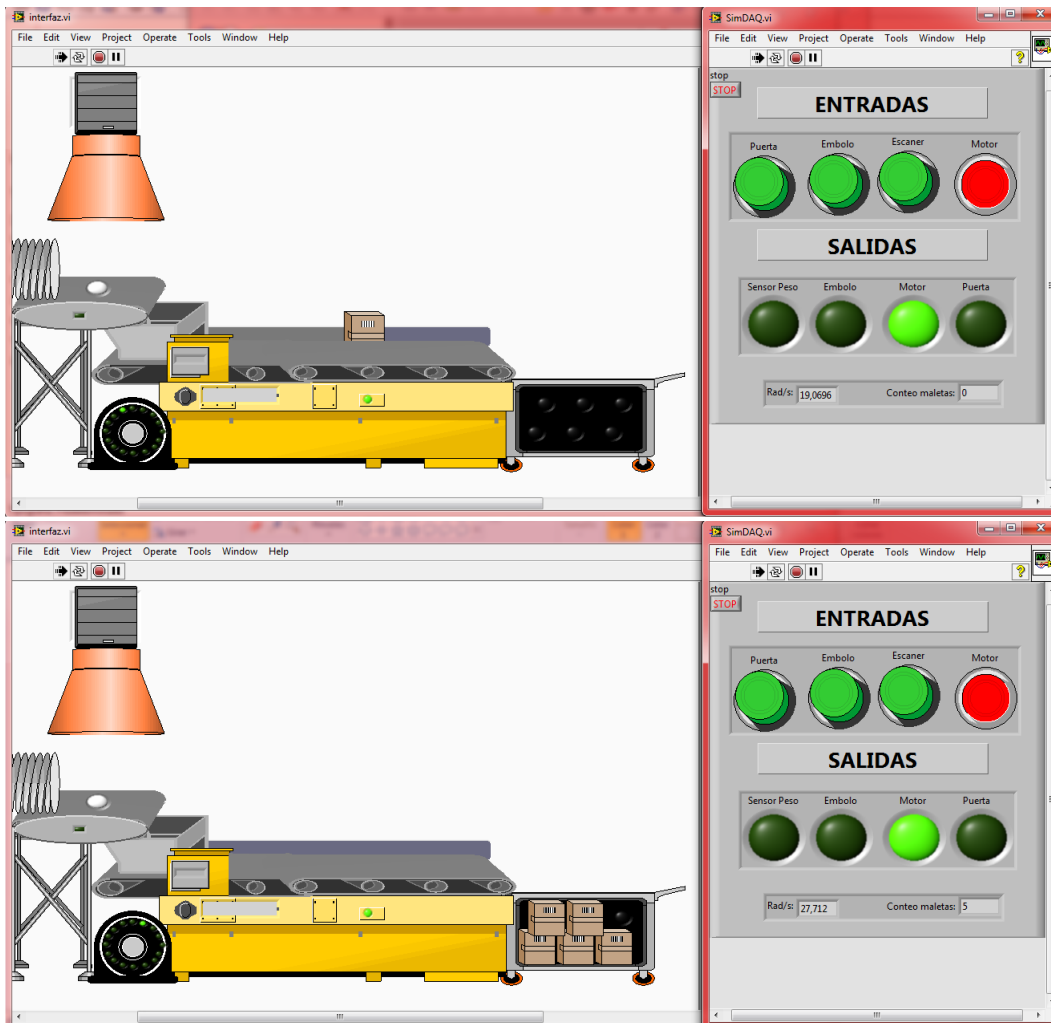 interfaz.vi
File Edit View Project Operate Tools Window Help
SimDAQ.vi
File Edit View Project Operate Tools Window Help
stop
STOP
ENTRADAS
Puerta Embolo Escaner Motor
SALIDAS
Sensor Peso Embolo Motor Puerta
Rad/s: 19,0696 Conteo maletas: 0
interfaz.vi
File Edit View Project Operate Tools Window Help
SimDAQ.vi
File Edit View Project Operate Tools Window Help
stop
STOP
ENTRADAS
Puerta Embolo Escaner Motor
SALIDAS
Sensor Peso Embolo Motor Puerta
Rad/s: 27,712 Conteo maletas: 5